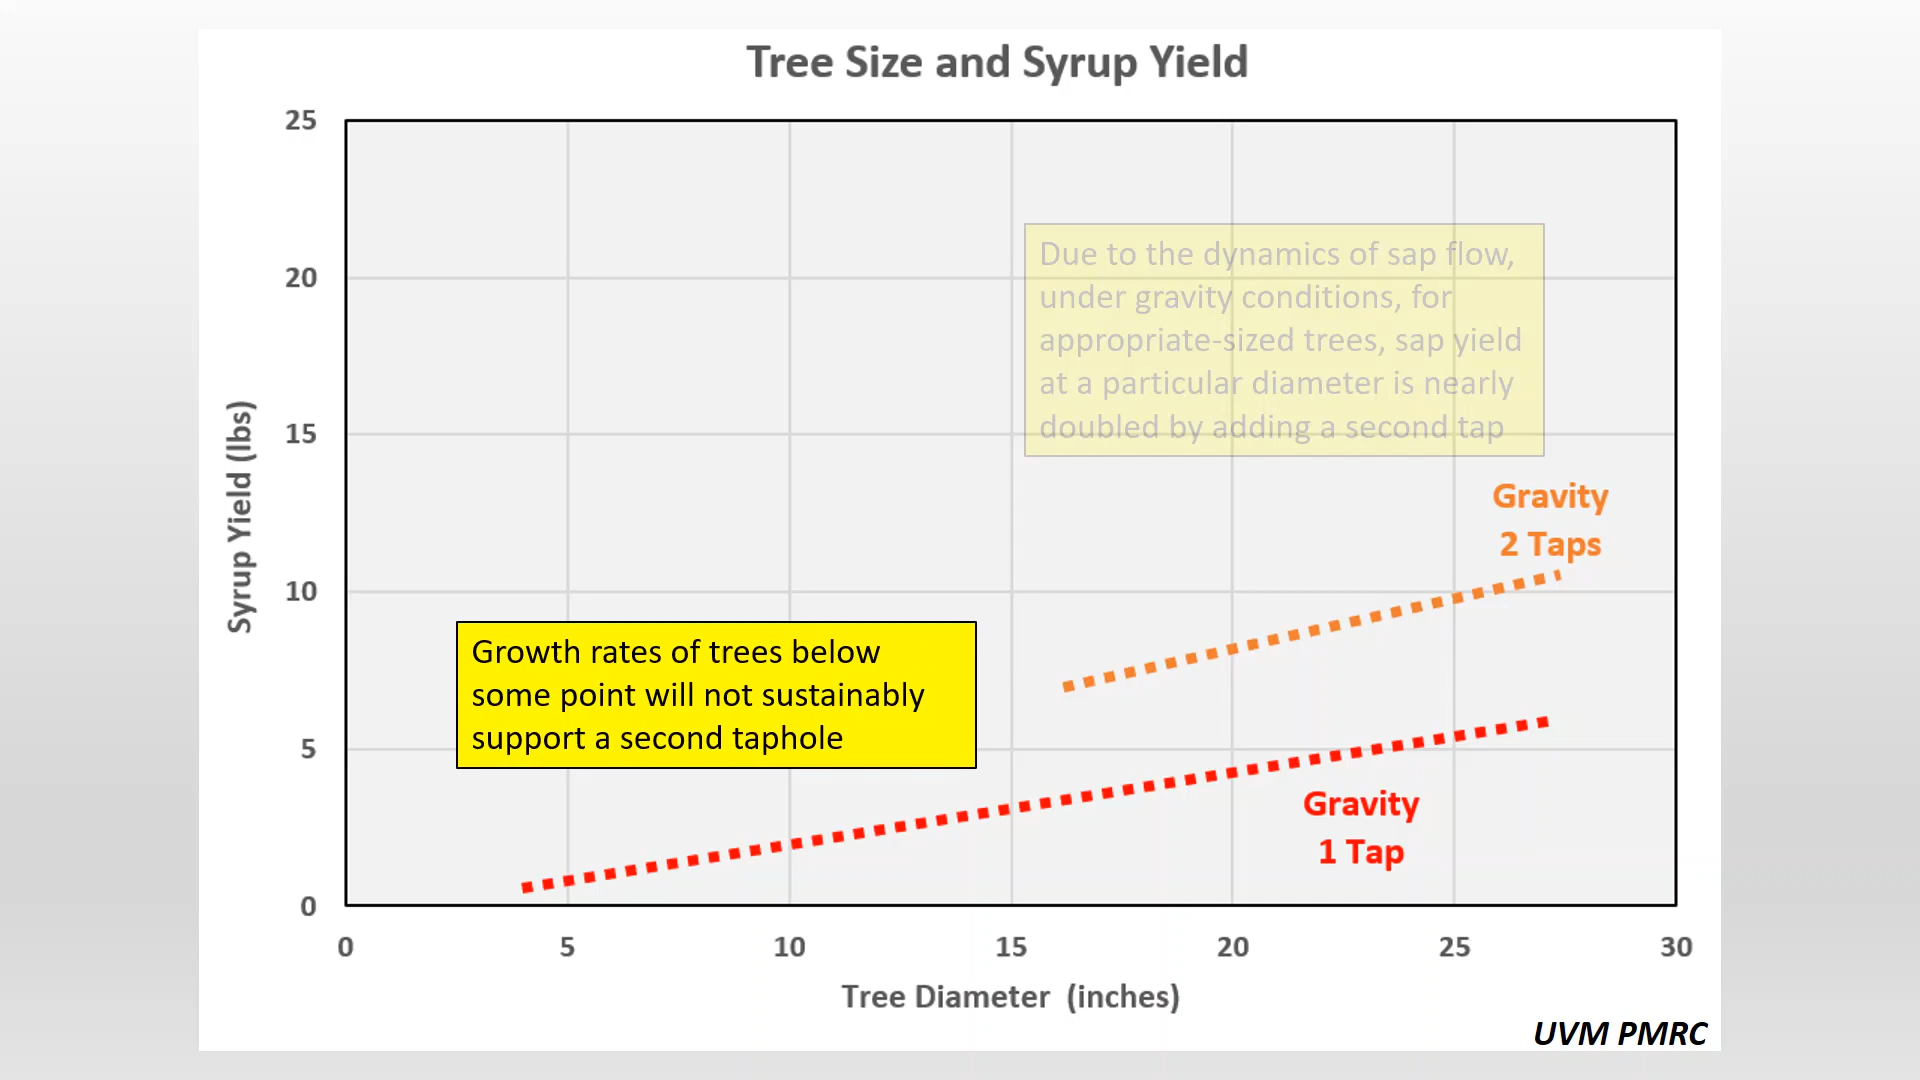 Tree Size and Syrup Yield
25
20
15
10
5
0
Syrup Yield (lbs)
Due to the dynamics of sap flow,
under gravity conditions, for
appropriate-sized trees, sap yield
at a particular diameter is nearly
doubled by adding a second tap
Gravity
2 Taps
Growth rates of trees below
some point will not sustainably
support a second taphole
Gravity
1 Tap
0 5 10 15 20 25 30
Tree Diameter (inches)
UVM PMRC